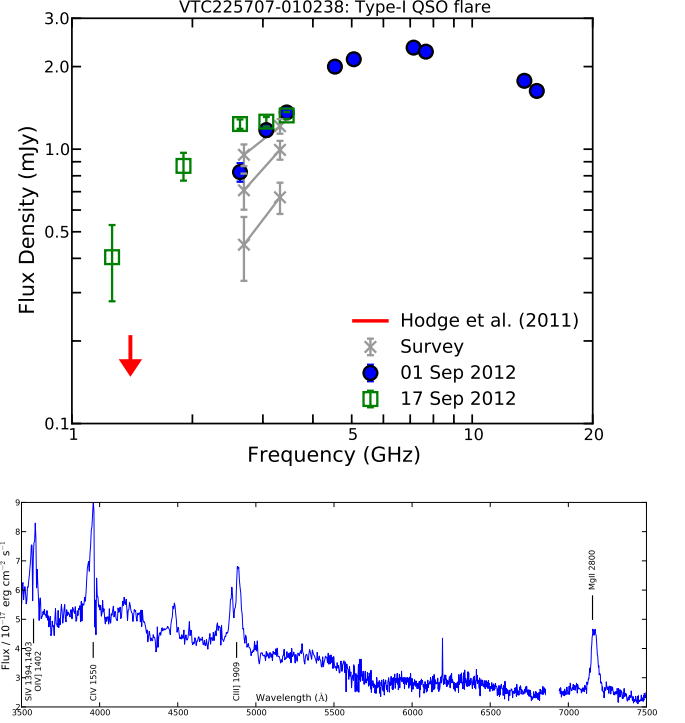 VTC225707-010238: Type-I QSO flare
3.0
2.0
1.0
0.5
0.1
Flux Density (mJy)
Hodge et al. (2011)
Survey
01 Sep 2012
17 Sep 2012
1
5
10
20
Frequency (GHz)
9
8
7
6
5
4
3
2
Flux / 10⁻¹⁷ erg cm⁻² s⁻¹
SiV 1394,1403
OIV] 1402
CIV 1550
CIII] 1909
MgII 2800
Wavelength (Å)
3500
4000
4500
5000
5500
6000
6500
7000
7500